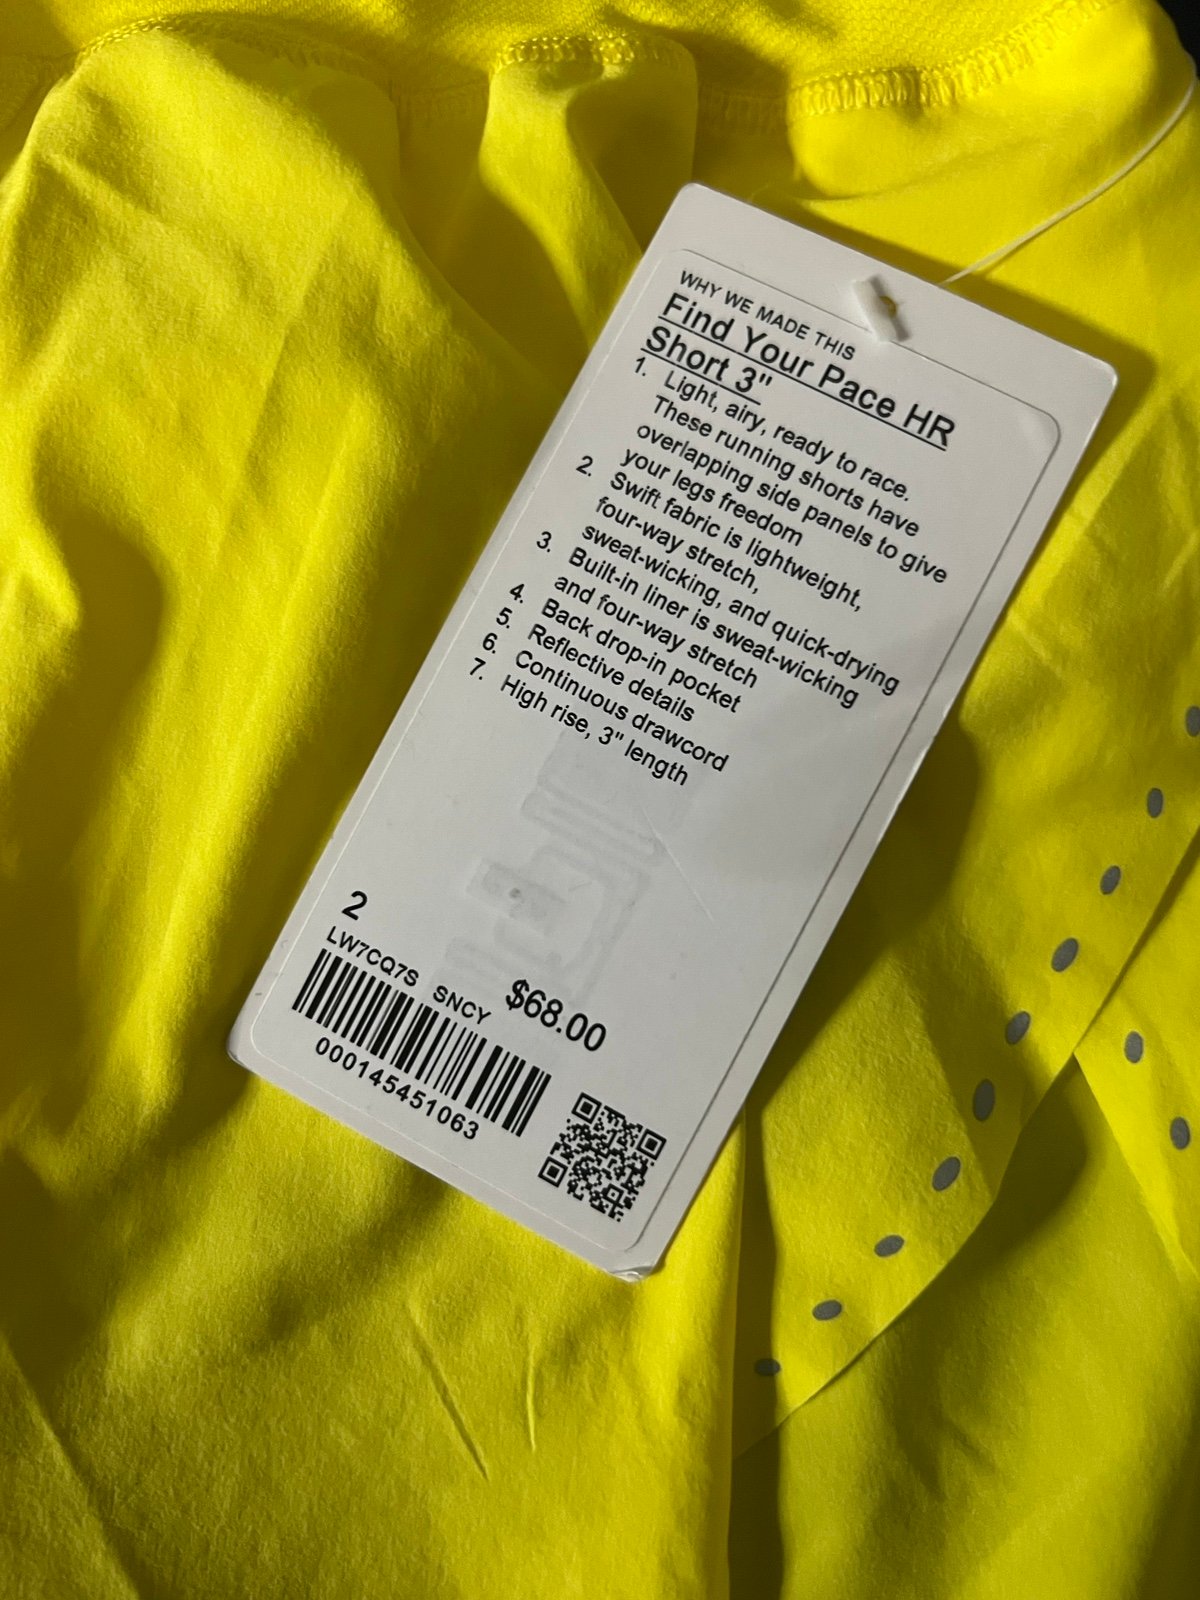 WHY WE MADE THIS
Find Your Pace HR
Short 3"
1. Light, airy, ready to race.
These running shorts have
overlapping side panels to give
your legs freedom
2. Swift fabric is lightweight,
four-way stretch,
sweat-wicking, and quick-drying
3. Built-in liner is sweat-wicking
and four-way stretch
4. Back drop-in pocket
5. Reflective details
6. Continuous drawcord
7. High rise, 3" length
2
LW7CQ7S SNCY $68.00
000145451063